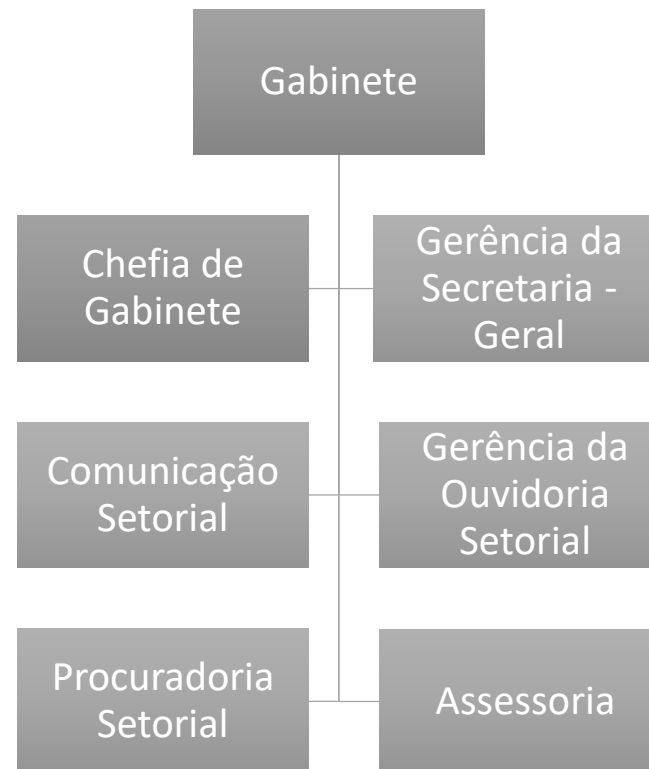 Gabinete
Chefia de
Gabinete
Gerência da
Secretaria -
Geral
Comunicação
Setorial
Gerência da
Ouvidoria
Setorial
Procuradoria
Setorial
Assessoria